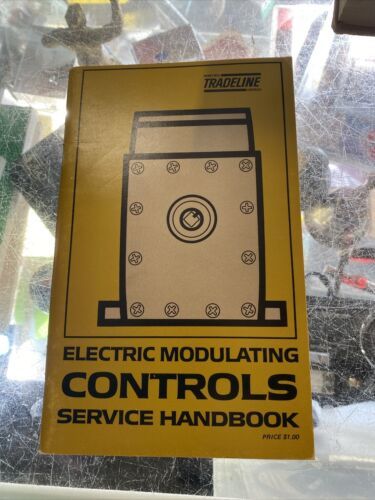 TRADELINE
ELECTRIC MODULATING
CONTROLS
SERVICE HANDBOOK
PRICE $1.00